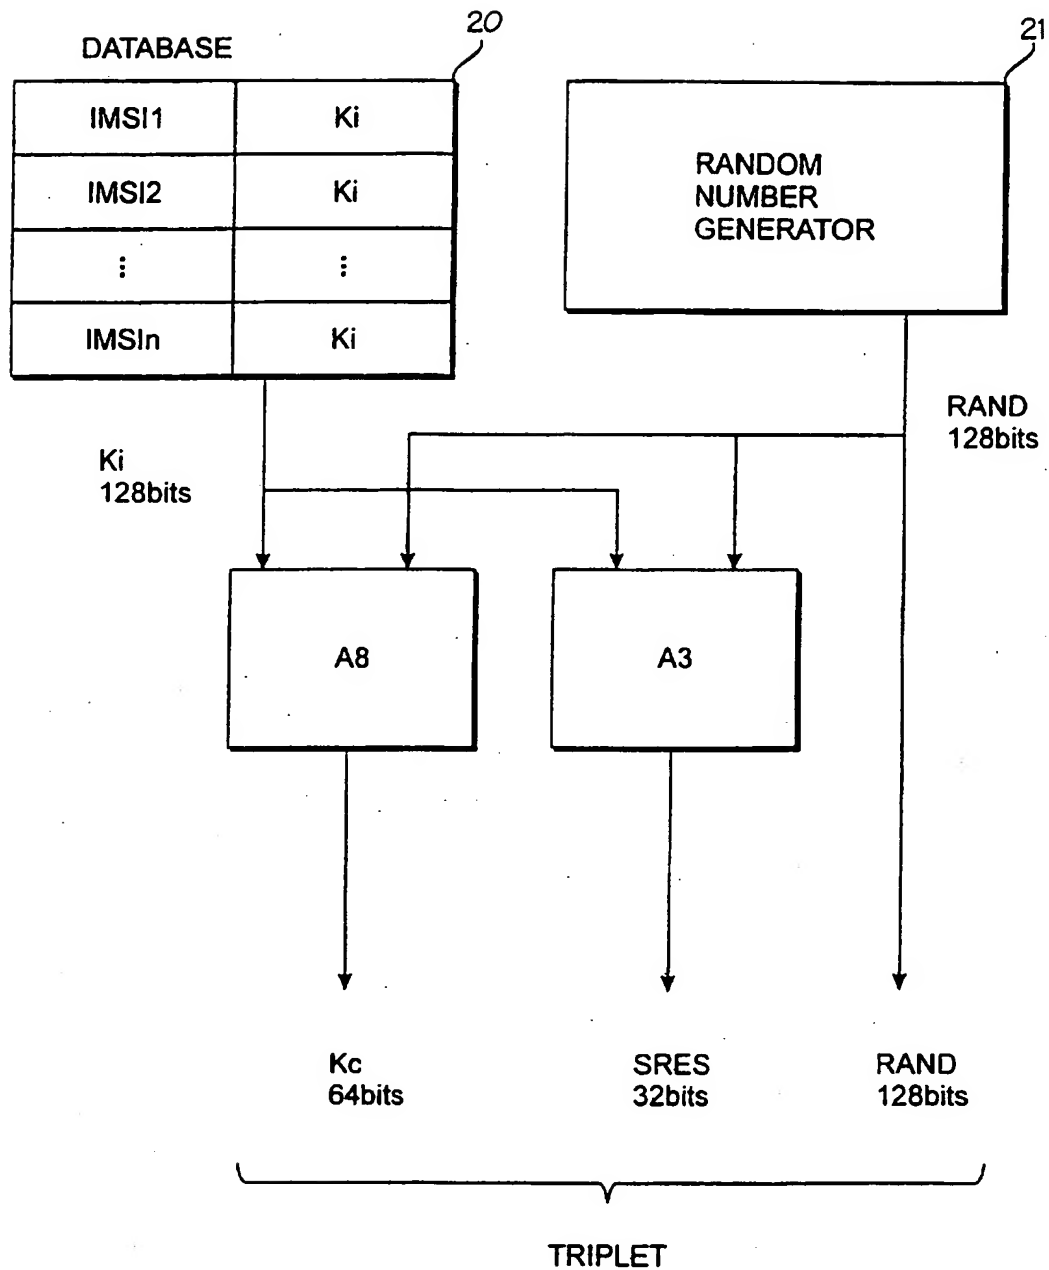 20
21
DATABASE
IMSI1 Ki
IMSI2 Ki
⋮ ⋮
IMSIn Ki
RANDOM
NUMBER
GENERATOR
Ki
128bits
RAND
128bits
A8
A3
Kc
64bits
SRES
32bits
RAND
128bits
TRIPLET